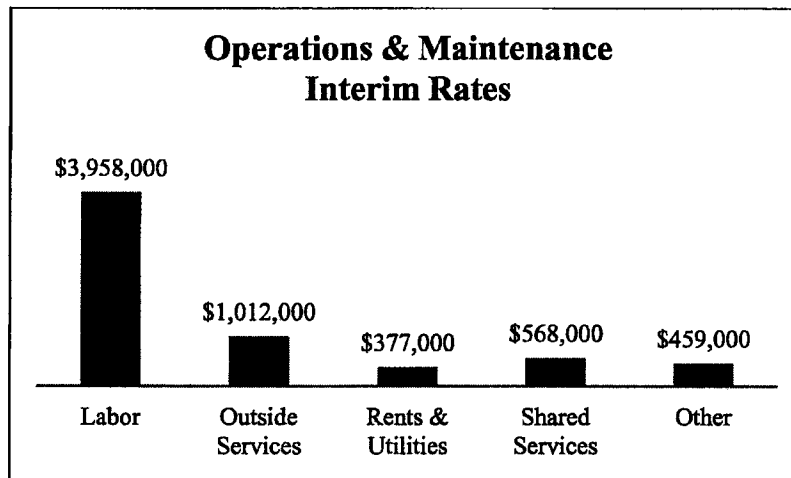 Operations & Maintenance
Interim Rates
$3,958,000
$1,012,000
$377,000
$568,000
$459,000
Labor
Outside
Services
Rents &
Utilities
Shared
Services
Other